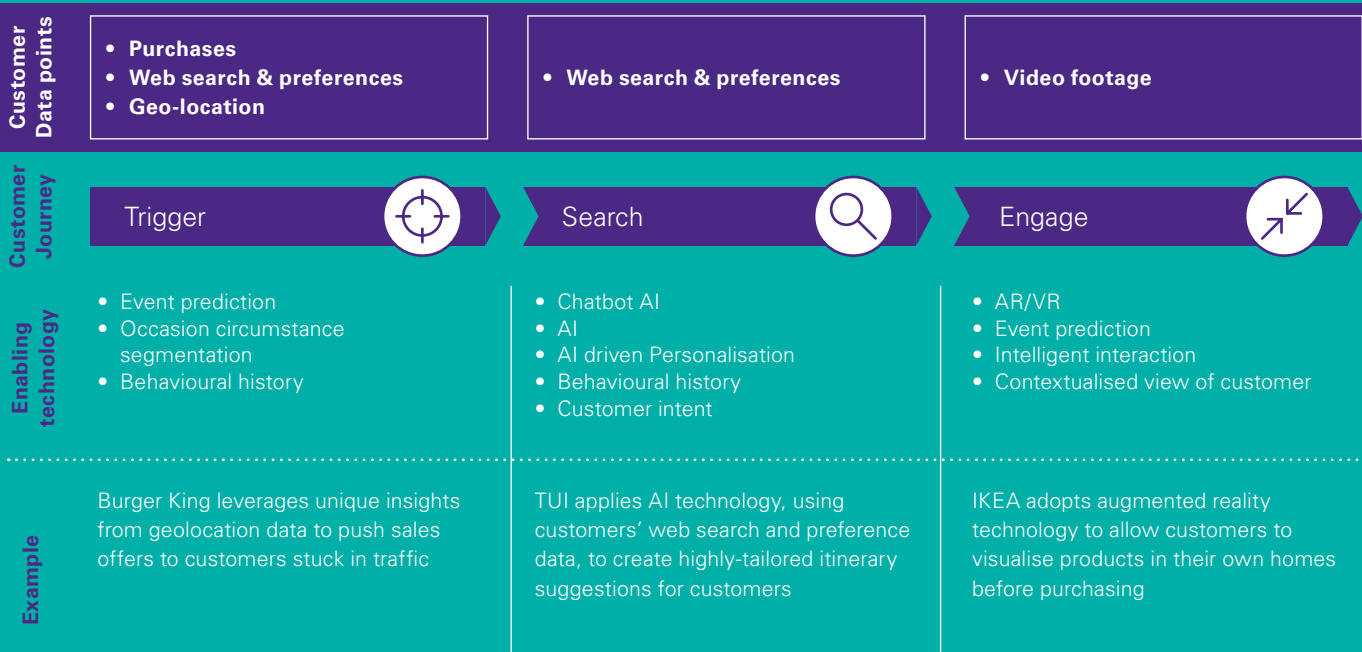 Customer
Data points
• Purchases
• Web search & preferences
• Geo-location
• Web search & preferences
• Video footage
Customer
Journey
Trigger
Search
Engage
Enabling
technology
• Event prediction
• Occasion circumstance
segmentation
• Behavioural history
• Chatbot AI
• AI
• AI driven Personalisation
• Behavioural history
• Customer intent
• AR/VR
• Event prediction
• Intelligent interaction
• Contextualised view of customer
Example
Burger King leverages unique insights
from geolocation data to push sales
offers to customers stuck in traffic
TUI applies AI technology, using
customers’ web search and preference
data, to create highly-tailored itinerary
suggestions for customers
IKEA adopts augmented reality
technology to allow customers to
visualise products in their own homes
before purchasing